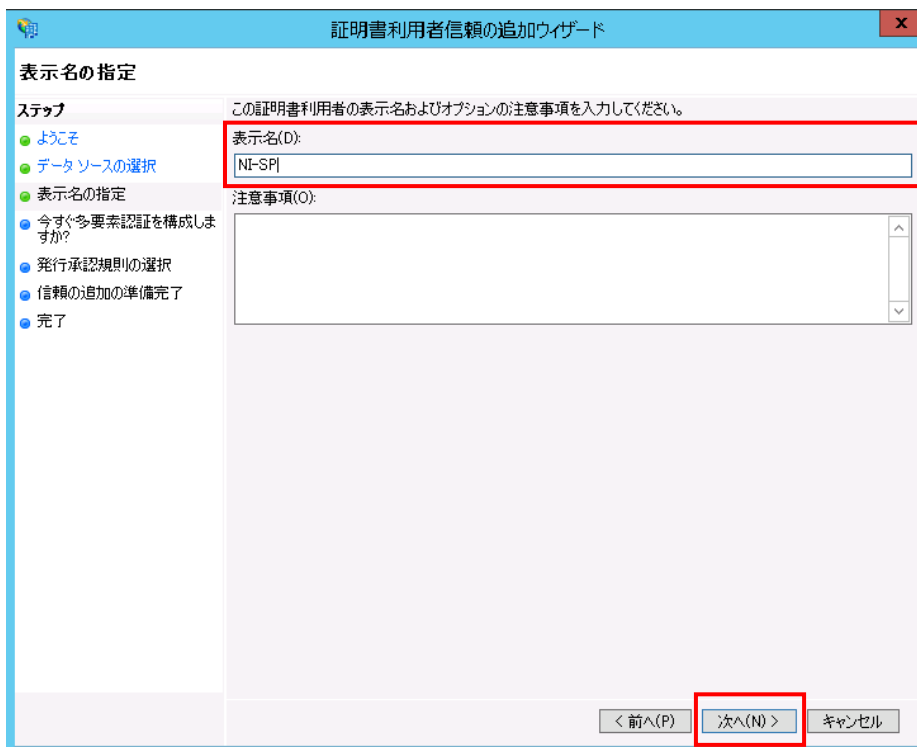 証明書利用者信頼の追加ウィザード
x
表示名の指定
ステップ
ようこそ
データ ソースの選択
表示名の指定
今すぐ多要素認証を構成しま
すか?
発行承認規則の選択
信頼の追加の準備完了
完了
この証明書利用者の表示名およびオプションの注意事項を入力してください。
表示名(D):
NI-SP
注意事項(O):
< 前へ(P)
次へ(N) >
キャンセル